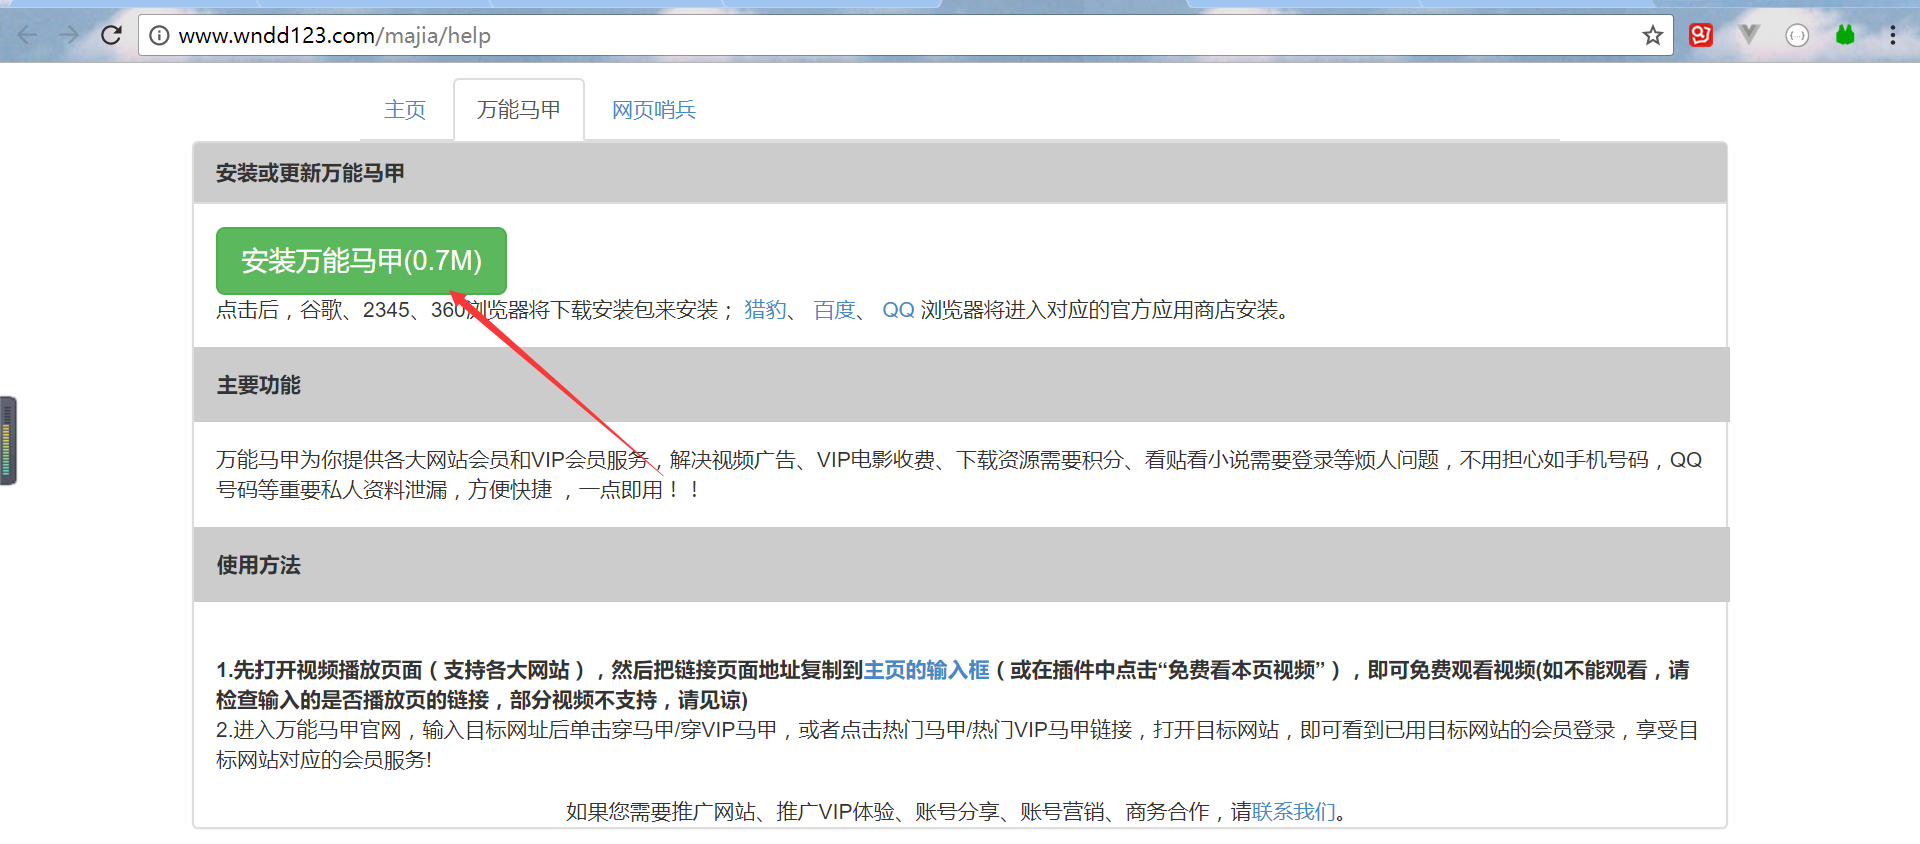 www.wndd123.com/majia/help
主页 万能马甲 网页哨兵
安装或更新万能马甲
安装万能马甲(0.7M)
点击后，谷歌、2345、360浏览器将下载安装包来安装； 猎豹、 百度、 QQ 浏览器将进入对应的官方应用商店安装。
主要功能
万能马甲为你提供各大网站会员和VIP会员服务，解决视频广告、VIP电影收费、下载资源需要积分、看贴看小说需要登录等烦人问题，不用担心如手机号码，QQ
号码等重要私人资料泄漏，方便快捷 ，一点即用！！
使用方法
1.先打开视频播放页面（支持各大网站），然后把链接页面地址复制到主页的输入框（或在插件中点击“免费看本页视频”），即可免费观看视频(如不能观看，请
检查输入的是否播放页的链接，部分视频不支持，请见谅)
2.进入万能马甲官网，输入目标网址后单击穿马甲/穿VIP马甲，或者点击热门马甲/热门VIP马甲链接，打开目标网站，即可看到已用目标网站的会员登录，享受目
标网站对应的会员服务!
如果您需要推广网站、推广VIP体验、账号分享、账号营销、商务合作，请联系我们。